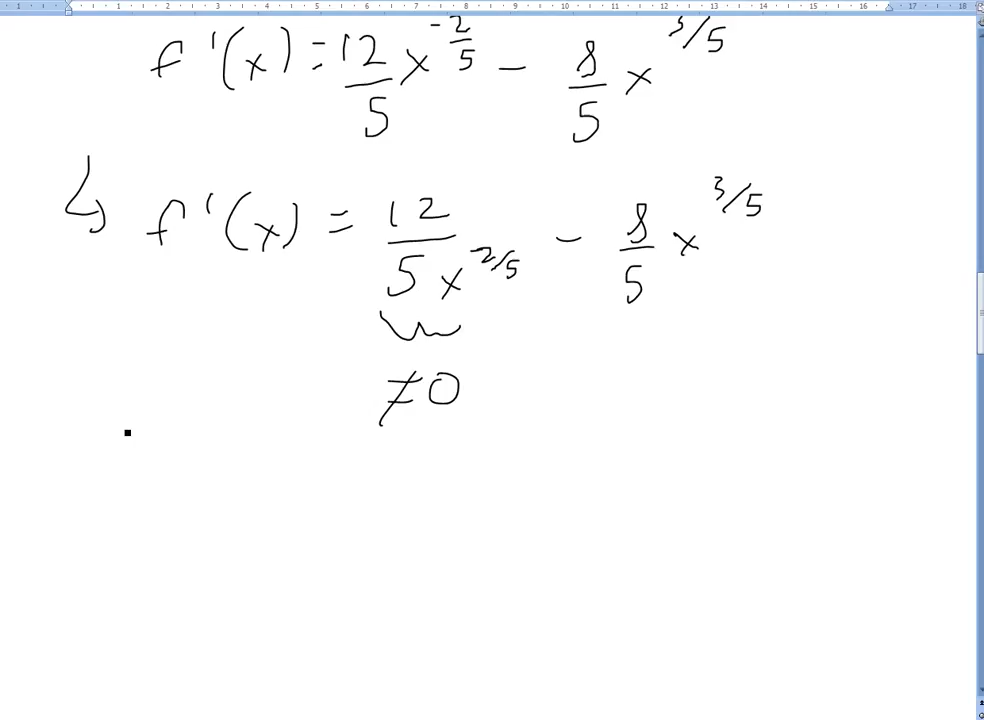 f'(x) = 12/5 x^-2/5 - 8/5 x^3/5
f'(x) = 12/5x^2/5 - 8/5 x^3/5
≠0